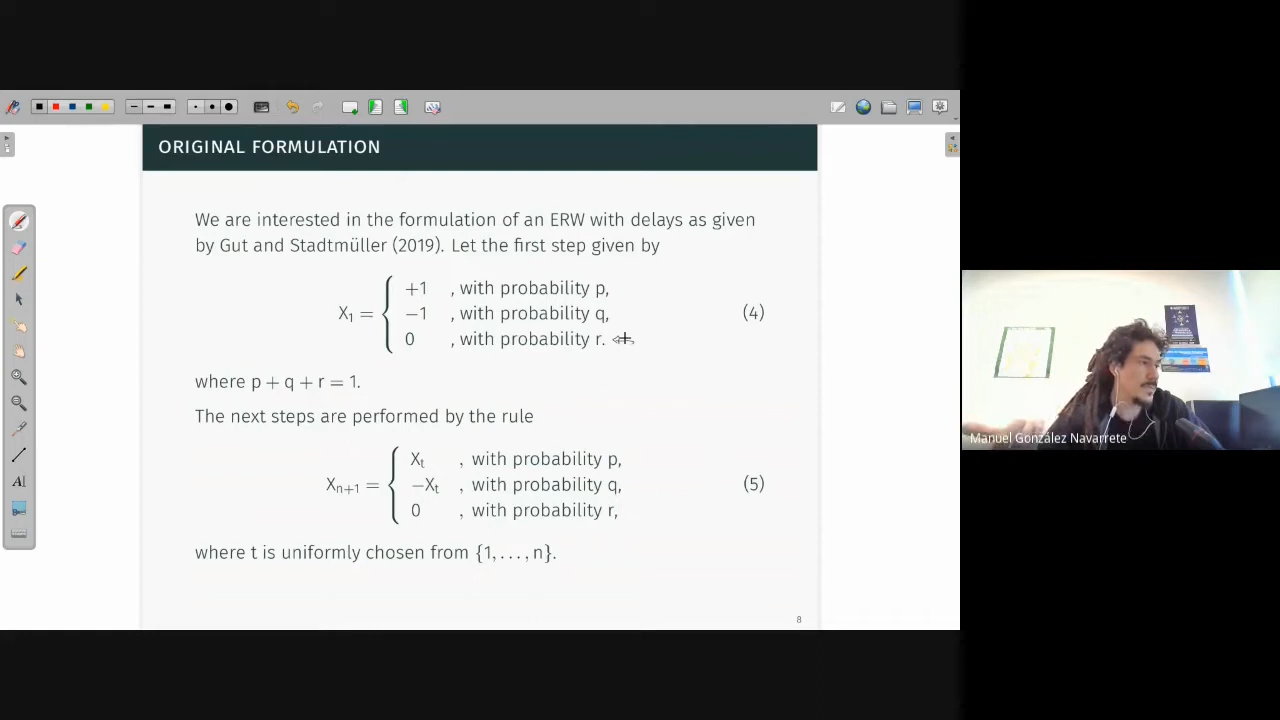 ORIGINAL FORMULATION
We are interested in the formulation of an ERW with delays as given
by Gut and Stadtmüller (2019). Let the first step given by
X₁ = { +1 , with probability p,
−1 , with probability q, (4)
0 , with probability r.
where p + q + r = 1.
The next steps are performed by the rule
Xₙ₊₁ = { Xₜ , with probability p,
−Xₜ , with probability q, (5)
0 , with probability r,
where t is uniformly chosen from {1, . . . , n}.
8
Manuel González Navarrete